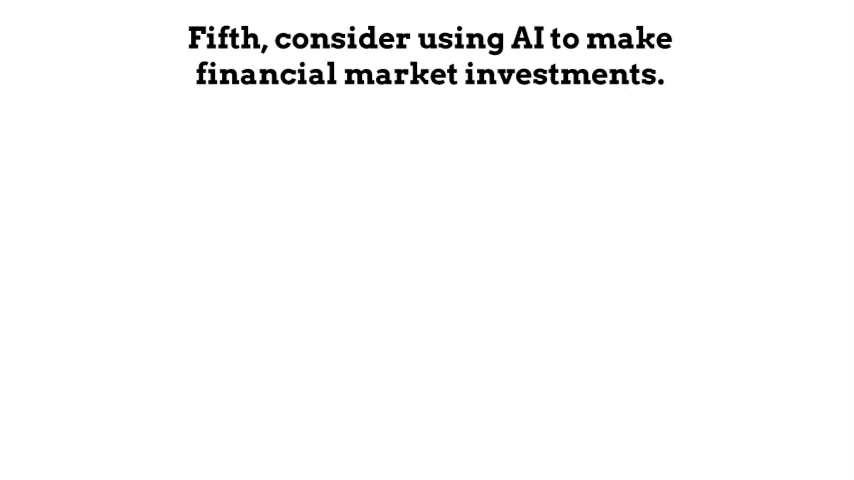 Fifth, consider using AI to make
financial market investments.